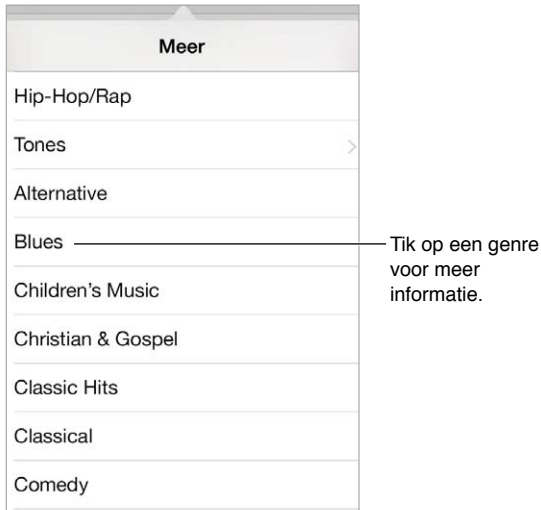 Meer
Hip-Hop/Rap
Tones
Alternative
Blues
Tik op een genre
voor meer
informatie.
Children's Music
Christian & Gospel
Classic Hits
Classical
Comedy